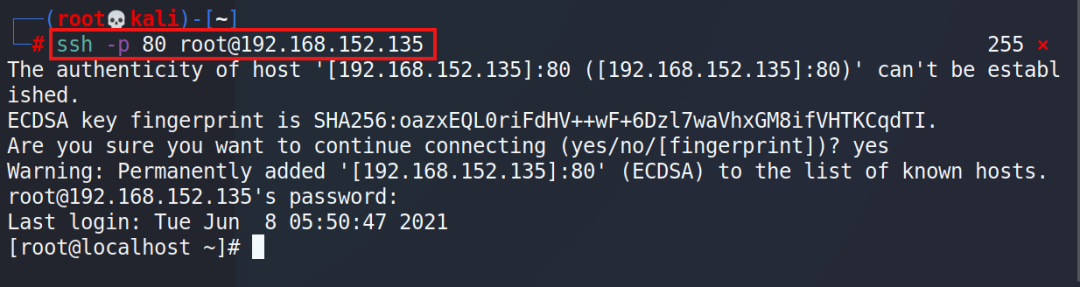 ┌──(root💀kali)-[~]
└─# ssh -p 80 root@192.168.152.135 255 ⨯
The authenticity of host '[192.168.152.135]:80 ([192.168.152.135]:80)' can't be establ
ished.
ECDSA key fingerprint is SHA256:oazxEQL0riFdHV++wF+6Dzl7waVhxGM8ifVHTKCqdTI.
Are you sure you want to continue connecting (yes/no/[fingerprint])? yes
Warning: Permanently added '[192.168.152.135]:80' (ECDSA) to the list of known hosts.
root@192.168.152.135's password:
Last login: Tue Jun  8 05:50:47 2021
[root@localhost ~]#